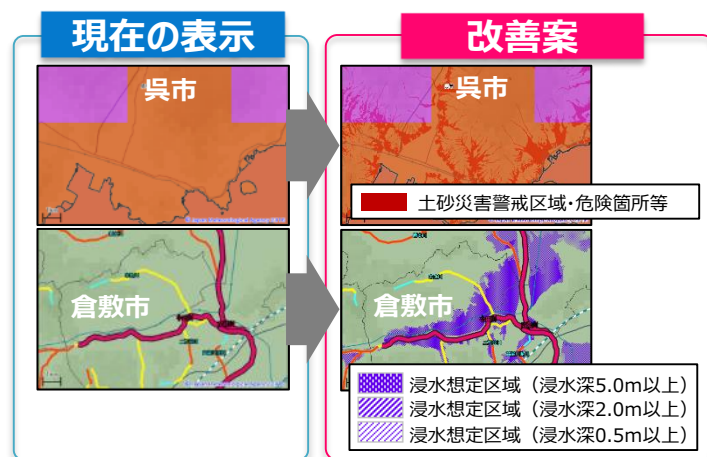 現在の表示
改善案
呉市
呉市
土砂災害警戒区域・危険箇所等
倉敷市
倉敷市
浸水想定区域（浸水深5.0m以上）
浸水想定区域（浸水深2.0m以上）
浸水想定区域（浸水深0.5m以上）